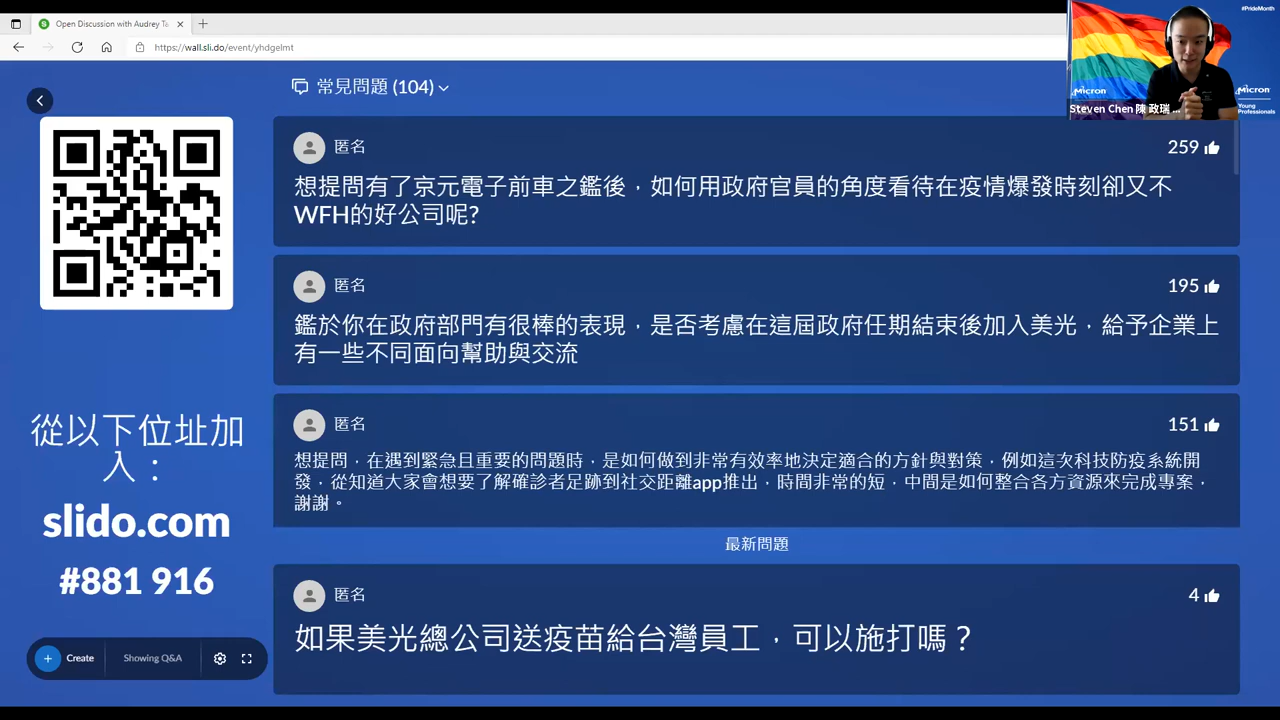 Open Discussion with Audrey Ta
https://wall.sli.do/event/yhdgelmt
#PrideMonth
Micron
Micron
Young
Professionals
Steven Chen 陳 政瑞 ...
常見問題 (104)
匿名
259
想提問有了京元電子前車之鑑後，如何用政府官員的角度看待在疫情爆發時刻卻又不
WFH的好公司呢?
匿名
195
鑑於你在政府部門有很棒的表現，是否考慮在這屆政府任期結束後加入美光，給予企業上
有一些不同面向幫助與交流
匿名
151
想提問，在遇到緊急且重要的問題時，是如何做到非常有效率地決定適合的方針與對策，例如這次科技防疫系統開
發，從知道大家會想要了解確診者足跡到社交距離app推出，時間非常的短，中間是如何整合各方資源來完成專案，
謝謝。
最新問題
匿名
4
如果美光總公司送疫苗給台灣員工，可以施打嗎？
從以下位址加
入：
slido.com
#881 916
Create
Showing Q&A